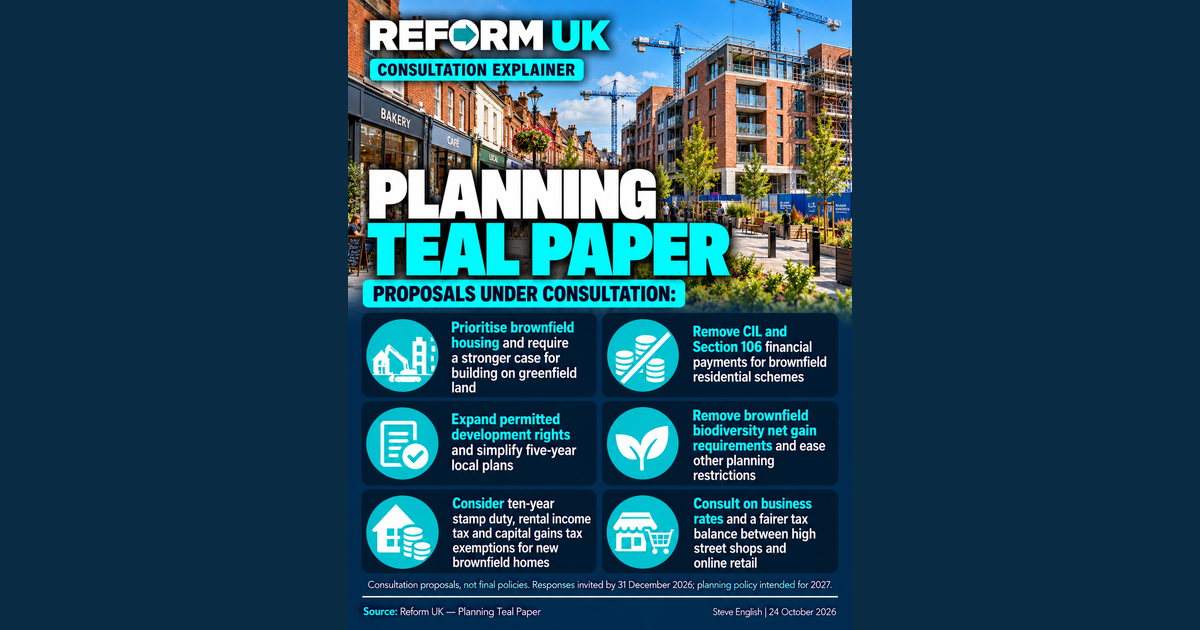 REFORM UK
CONSULTATION EXPLAINER
BAKERY
CAFÉ
LOCAL
PLANNING
TEAL PAPER
PROPOSALS UNDER CONSULTATION:
Prioritise brownfield
housing and require
a stronger case for
building on greenfield
land
Remove CIL and
Section 106 financial
payments for brownfield
residential schemes
Expand permitted
development rights
and simplify five-year
local plans
Remove brownfield
biodiversity net gain
requirements and ease
other planning
restrictions
Consider ten-year
stamp duty, rental income
tax and capital gains tax
exemptions for new
brownfield homes
Consult on business
rates and a fairer tax
balance between high
street shops and
online retail
Consultation proposals, not final policies. Responses invited by 31 December 2026; planning policy intended for 2027.
Source: Reform UK — Planning Teal Paper
Steve English | 24 October 2026